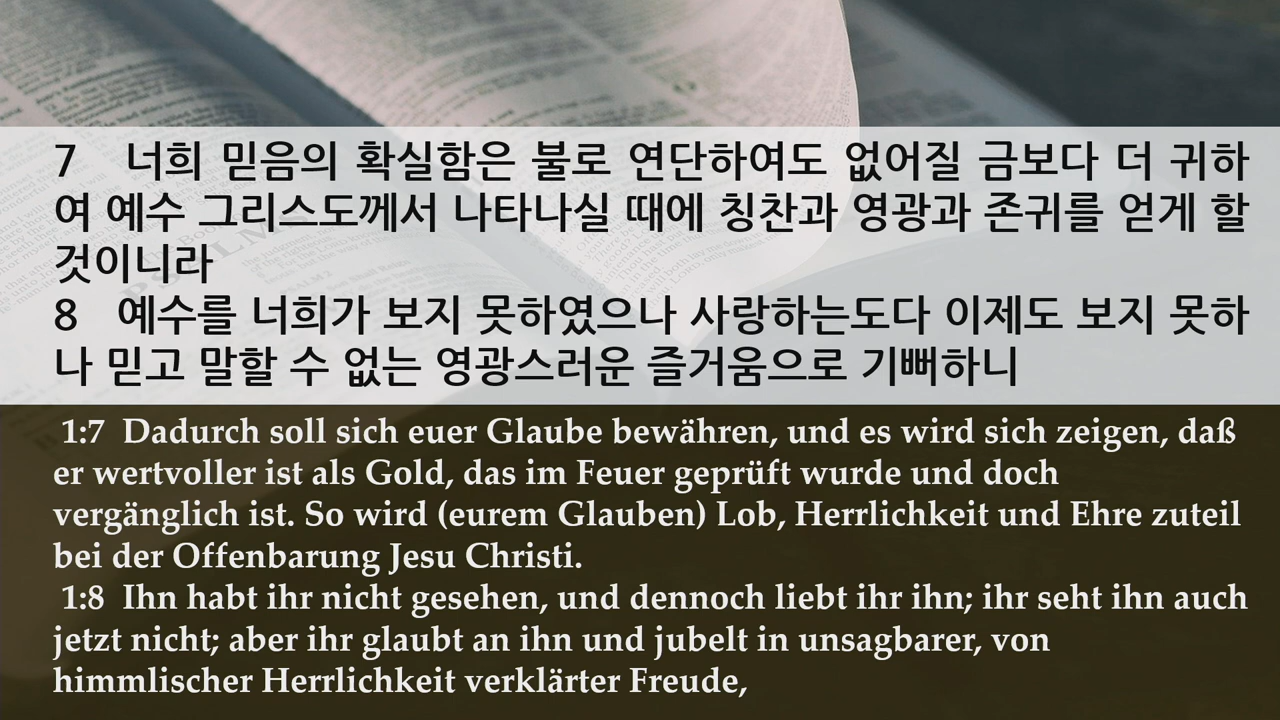 7 너희 믿음의 확실함은 불로 연단하여도 없어질 금보다 더 귀하
여 예수 그리스도께서 나타나실 때에 칭찬과 영광과 존귀를 얻게 할
것이니라
8 예수를 너희가 보지 못하였으나 사랑하는도다 이제도 보지 못하
나 믿고 말할 수 없는 영광스러운 즐거움으로 기뻐하니
1:7 Dadurch soll sich euer Glaube bewähren, und es wird sich zeigen, daß
er wertvoller ist als Gold, das im Feuer geprüft wurde und doch
vergänglich ist. So wird (eurem Glauben) Lob, Herrlichkeit und Ehre zuteil
bei der Offenbarung Jesu Christi.
1:8 Ihn habt ihr nicht gesehen, und dennoch liebt ihr ihn; ihr seht ihn auch
jetzt nicht; aber ihr glaubt an ihn und jubelt in unsagbarer, von
himmlischer Herrlichkeit verklärter Freude,